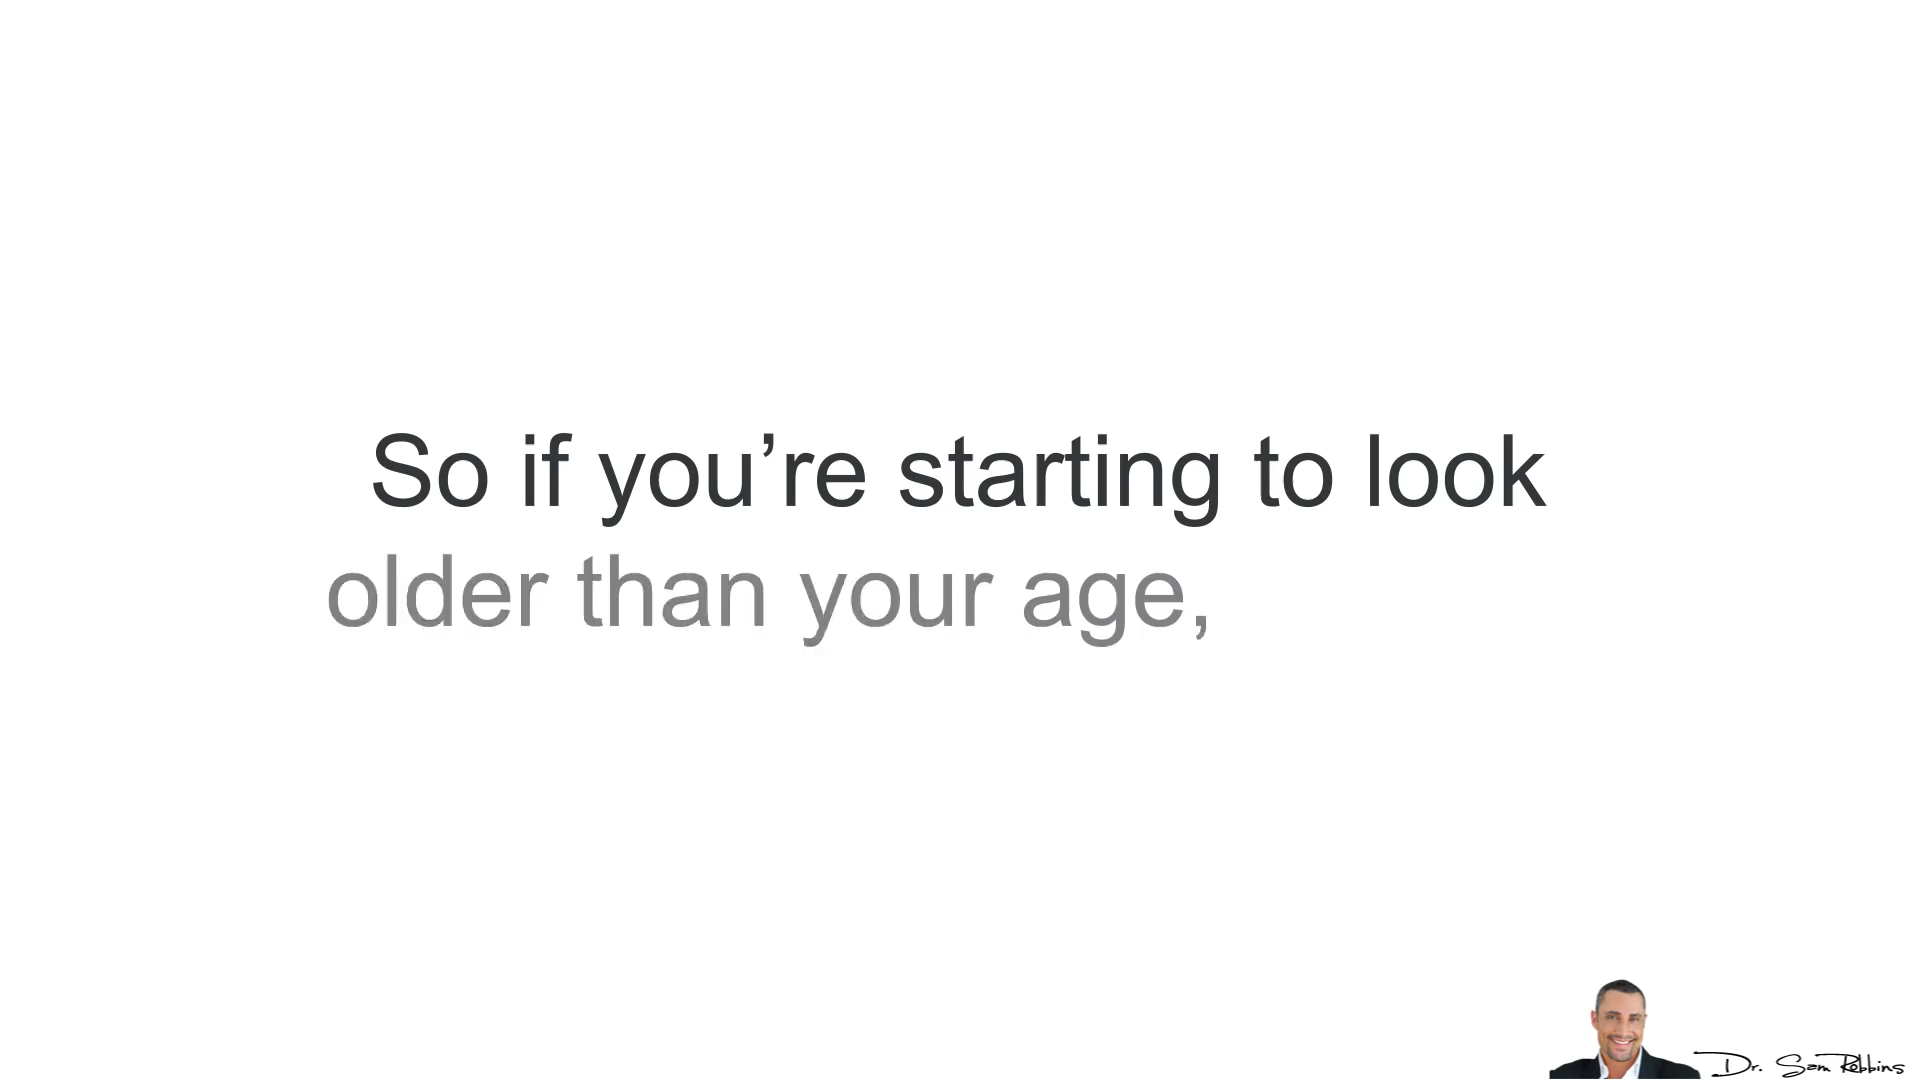 So if you’re starting to look
older than your age,
Dr. Sam Robbins